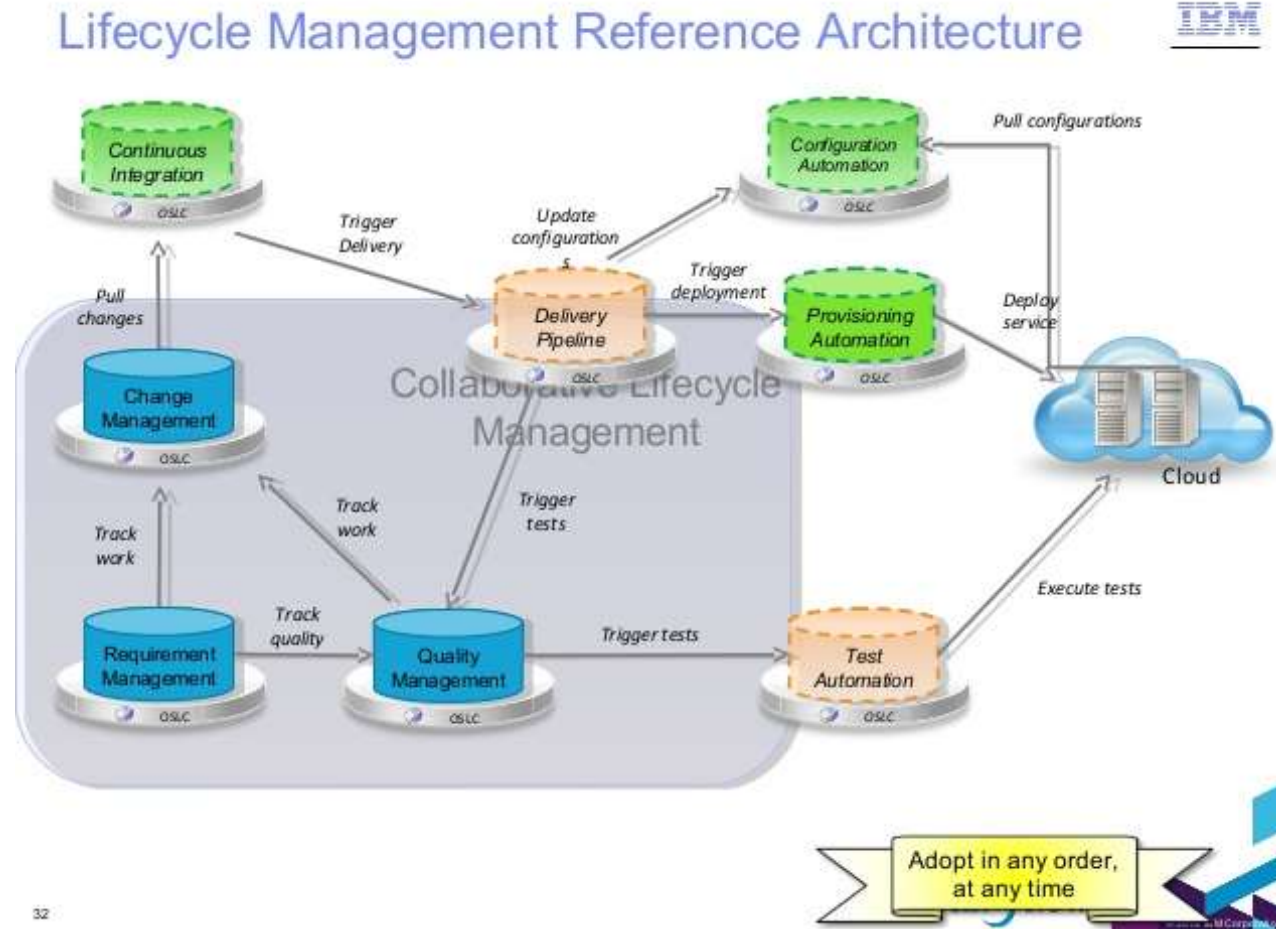 Lifecycle Management Reference Architecture
IBM
Continuous
Integration
OSLC
Configuration
Automation
OSLC
Pull configurations
Trigger
Delivery
Update
configuration
s
Trigger
deployment
Pull
changes
Delivery
Pipeline
OSLC
Provisioning
Automation
OSLC
Deploy
service
Collaborative Lifecycle
Management
Change
Management
OSLC
Cloud
Track
work
Track
work
Trigger
tests
Execute tests
Requirement
Management
OSLC
Track
quality
Quality
Management
OSLC
Trigger tests
Test
Automation
OSLC
Adopt in any order,
at any time
32